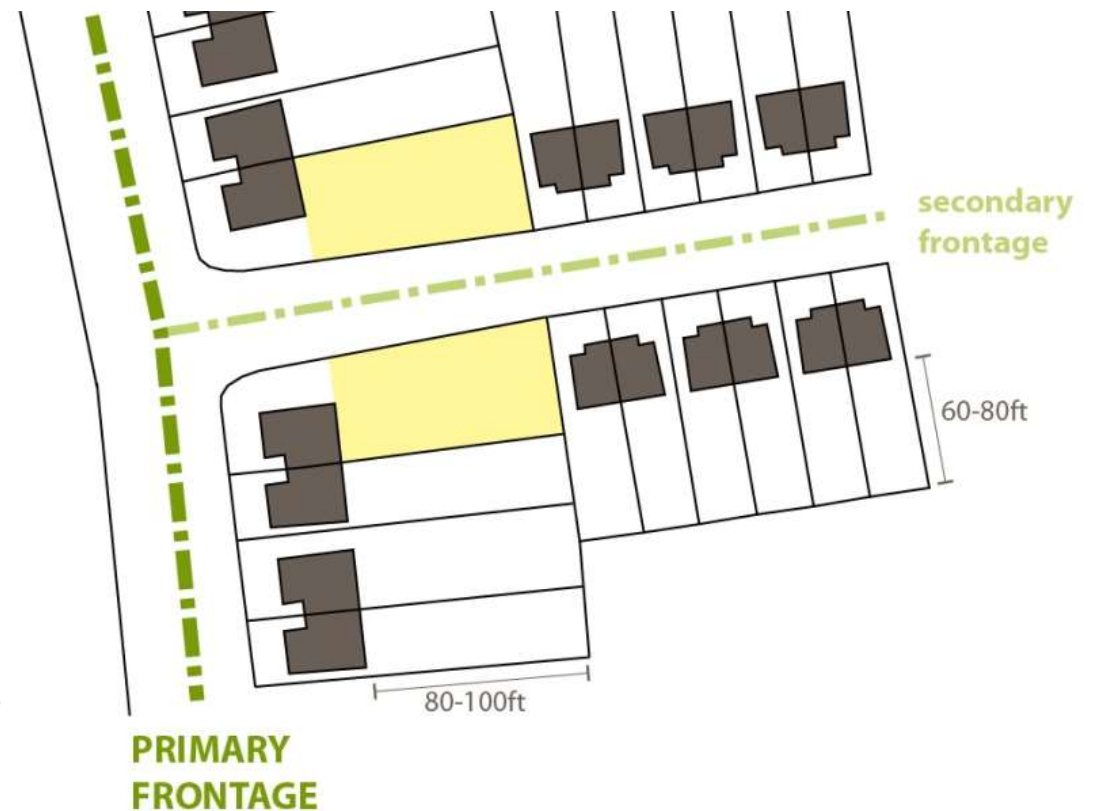 secondary
frontage
60-80ft
80-100ft
PRIMARY
FRONTAGE